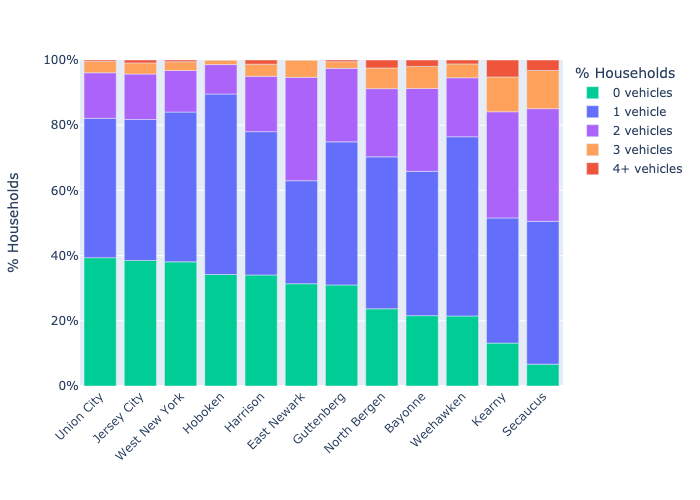 100%
80%
60%
40%
20%
0%
% Households
Union City
Jersey City
West New York
Hoboken
Harrison
East Newark
Guttenberg
North Bergen
Bayonne
Weehawken
Kearny
Secaucus
% Households
0 vehicles
1 vehicle
2 vehicles
3 vehicles
4+ vehicles